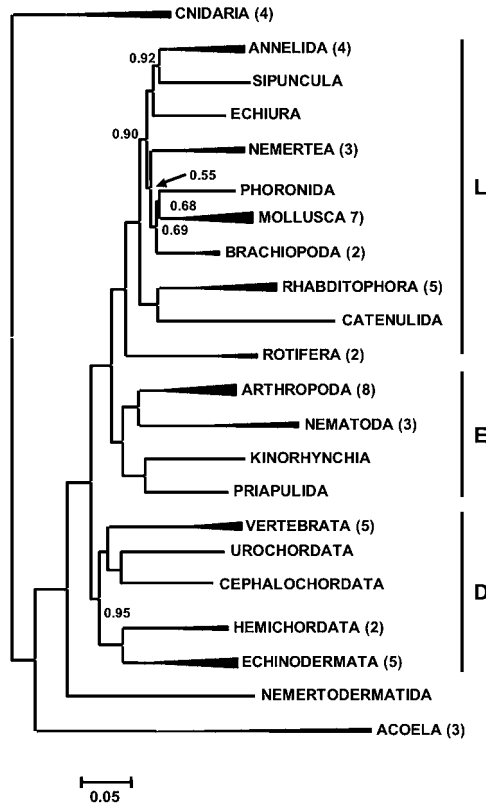 CNIDARIA (4)
ANNELIDA (4)
0.92
SIPUNCULA
ECHIURA
0.90
NEMERTEA (3)
0.55
PHORONIDA
L
0.68
MOLLUSCA 7)
0.69
BRACHIOPODA (2)
RHABDITOPHORA (5)
CATENULIDA
ROTIFERA (2)
ARTHROPODA (8)
NEMATODA (3)
E
KINORHYNCHIA
PRIAPULIDA
VERTEBRATA (5)
UROCHORDATA
CEPHALOCHORDATA
D
0.95
HEMICHORDATA (2)
ECHINODERMATA (5)
NEMERTODERMATIDA
ACOELA (3)
0.05